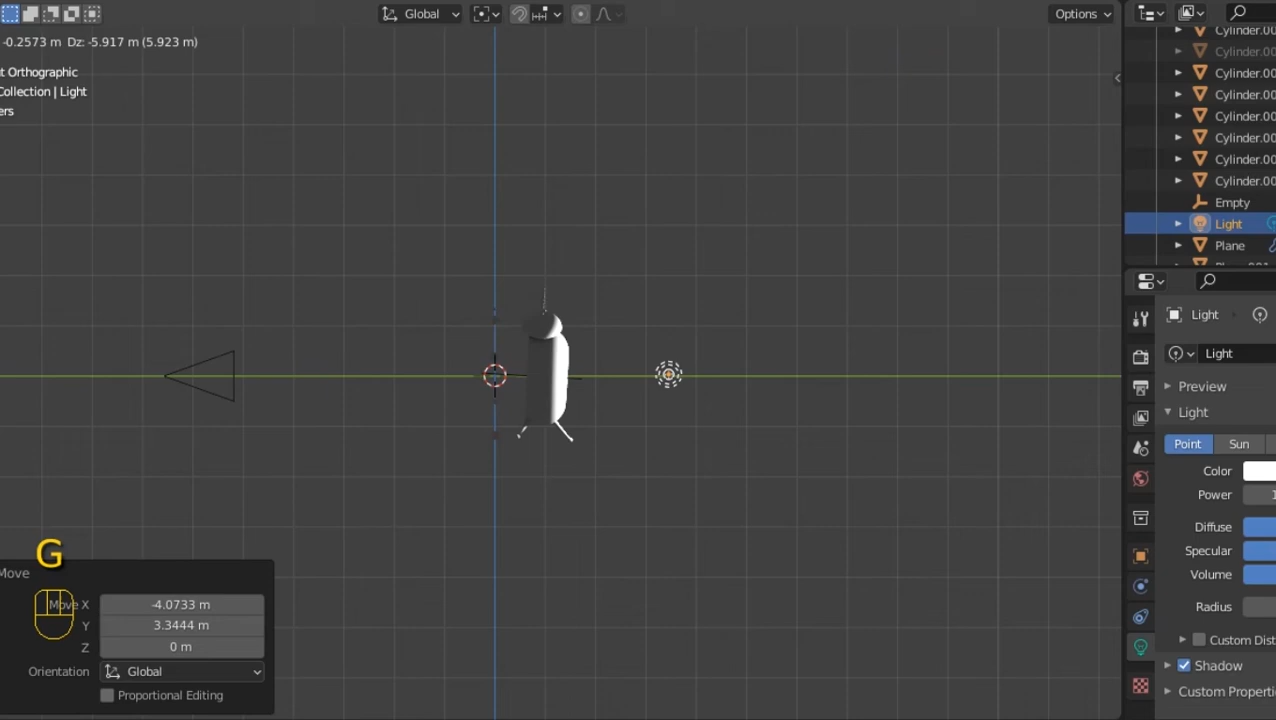 Global
Options
-0.2573 m Dz: -5.917 m (5.923 m)
t Orthographic
Collection | Light
ers
Cylinder.00
Cylinder.00
Cylinder.00
Cylinder.00
Cylinder.00
Cylinder.00
Cylinder.00
Cylinder.00
Empty
Light
Plane
Light
Light
Preview
Light
Point
Sun
Color
Power
1
Diffuse
Specular
Volume
Radius
Custom Dist
Shadow
Custom Properti
G
Move
Move X
-4.0733 m
Y
3.3444 m
Z
0 m
Orientation
Global
Proportional Editing